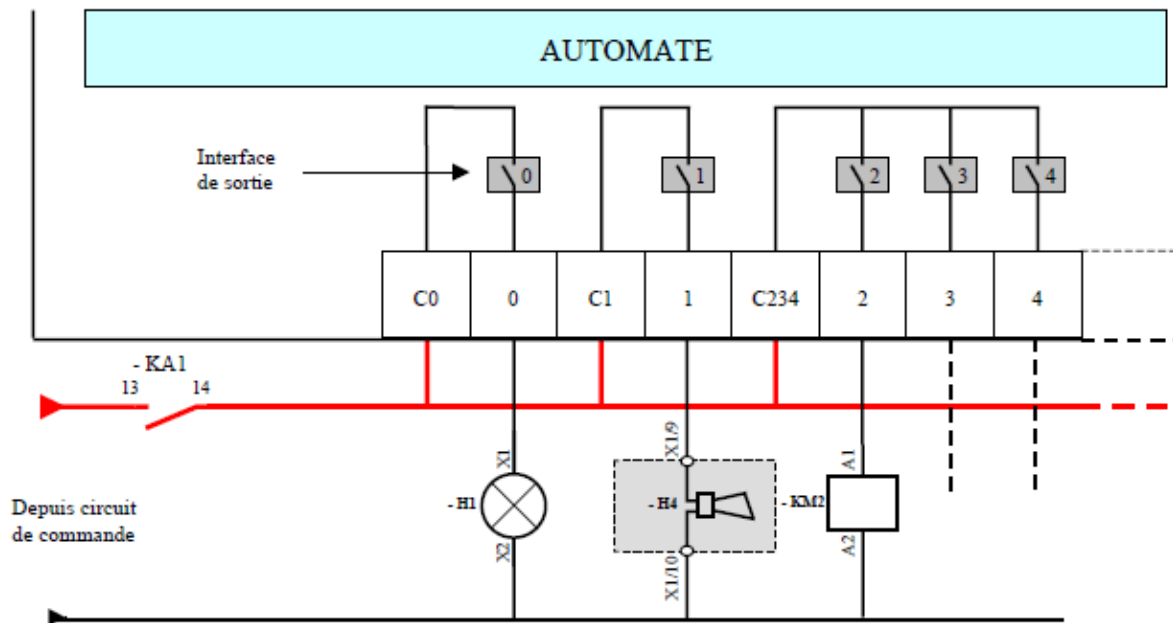 AUTOMATE
Interface
de sortie
0
1
2
3
4
C0
0
C1
1
C234
2
3
4
- KA1
13
14
X1
X1/9
A1
Depuis circuit
de commande
- H1
- H4
- KM2
X2
X1/10
A2